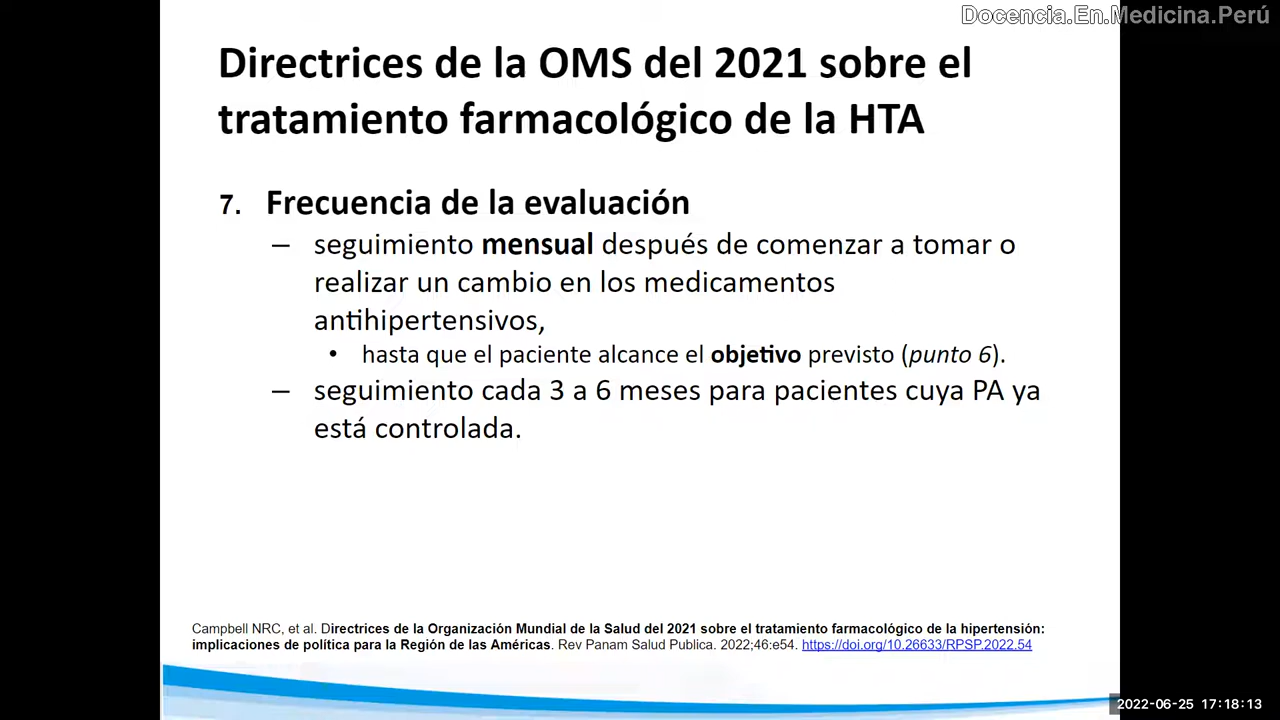 Docencia.En.Medicina.Perú
Directrices de la OMS del 2021 sobre el
tratamiento farmacológico de la HTA
7. Frecuencia de la evaluación
– seguimiento mensual después de comenzar a tomar o
realizar un cambio en los medicamentos
antihipertensivos,
• hasta que el paciente alcance el objetivo previsto (punto 6).
– seguimiento cada 3 a 6 meses para pacientes cuya PA ya
está controlada.
Campbell NRC, et al. Directrices de la Organización Mundial de la Salud del 2021 sobre el tratamiento farmacológico de la hipertensión:
implicaciones de política para la Región de las Américas. Rev Panam Salud Publica. 2022;46:e54. https://doi.org/10.26633/RPSP.2022.54
2022-06-25 17:18:13